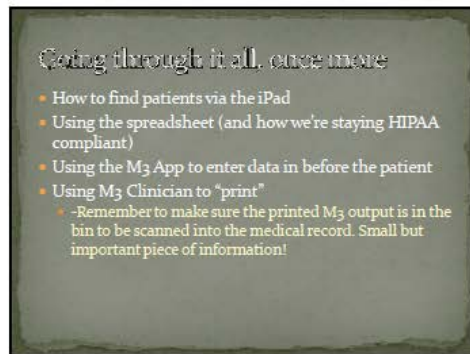 Going through it all, once more
How to find patients via the iPad
Using the spreadsheet (and how we're staying HIPAA
compliant)
Using the M3 App to enter data in before the patient
Using M3 Clinician to "print"
-Remember to make sure the printed M3 output is in the
bin to be scanned into the medical record. Small but
important piece of information!